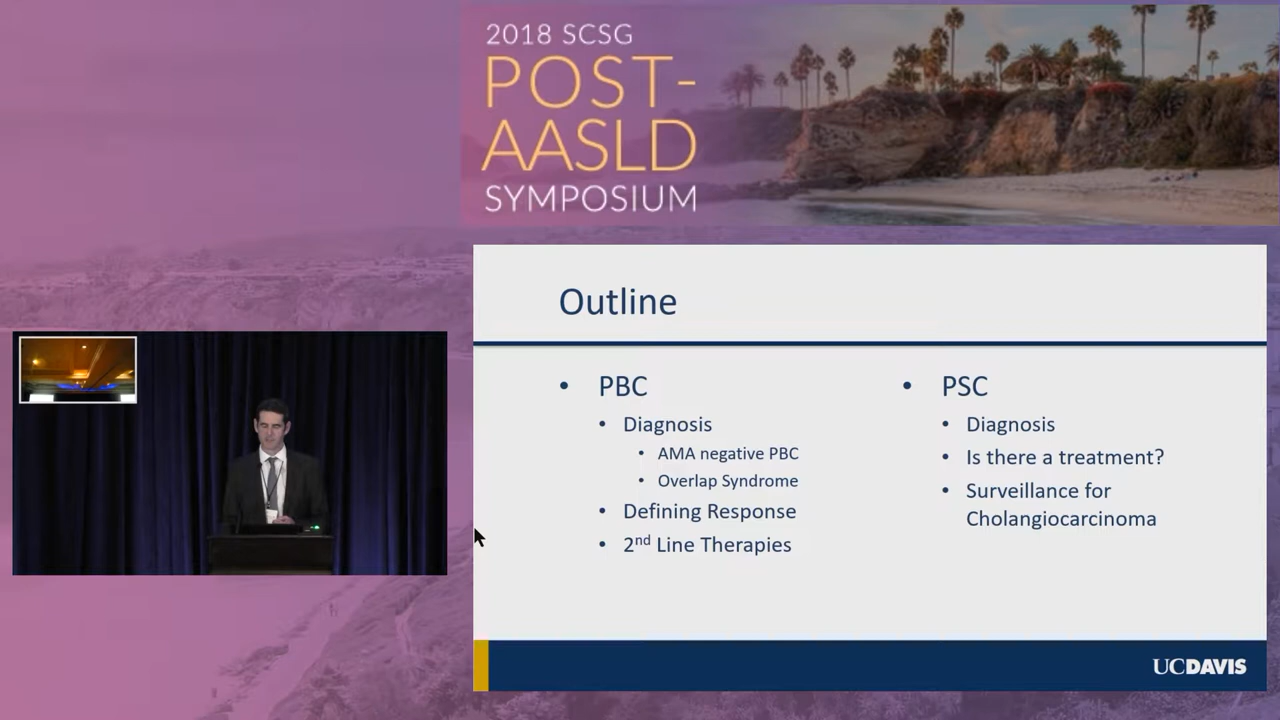 2018 SCSG
POST-
AASLD
SYMPOSIUM
Outline
• PBC
• Diagnosis
• AMA negative PBC
• Overlap Syndrome
• Defining Response
• 2nd Line Therapies
• PSC
• Diagnosis
• Is there a treatment?
• Surveillance for
Cholangiocarcinoma
UCDAVIS